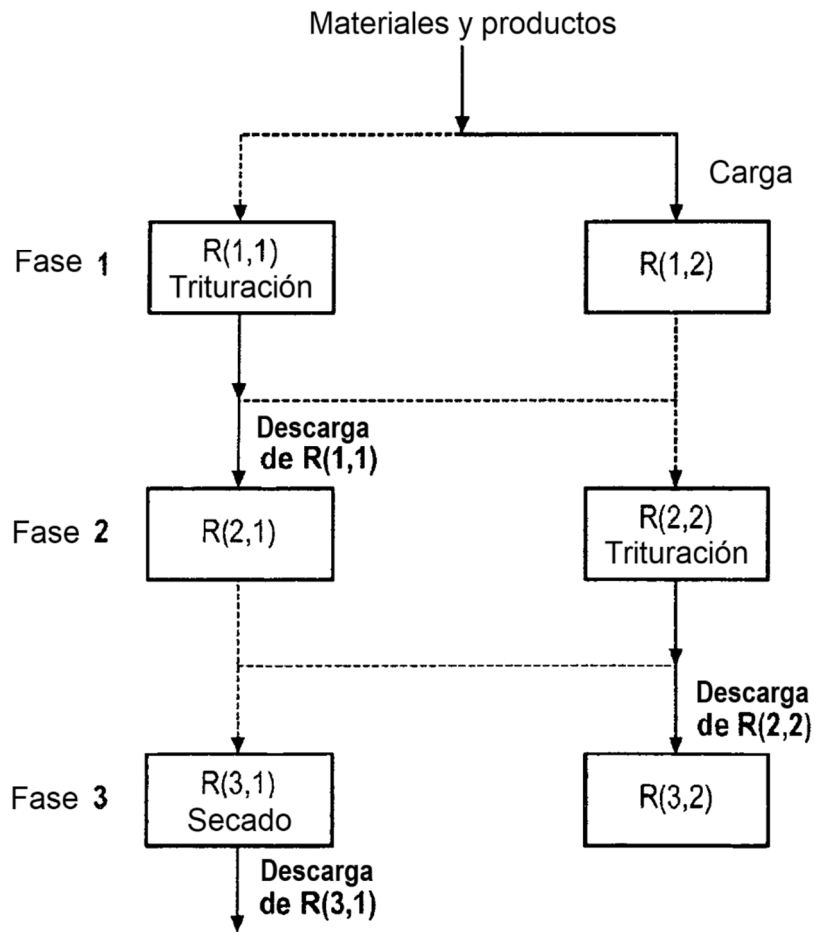 Materiales y productos
Carga
Fase 1
R(1,1)
Trituración
R(1,2)
Descarga
de R(1,1)
Fase 2
R(2,1)
R(2,2)
Trituración
Descarga
de R(2,2)
Fase 3
R(3,1)
Secado
R(3,2)
Descarga
de R(3,1)